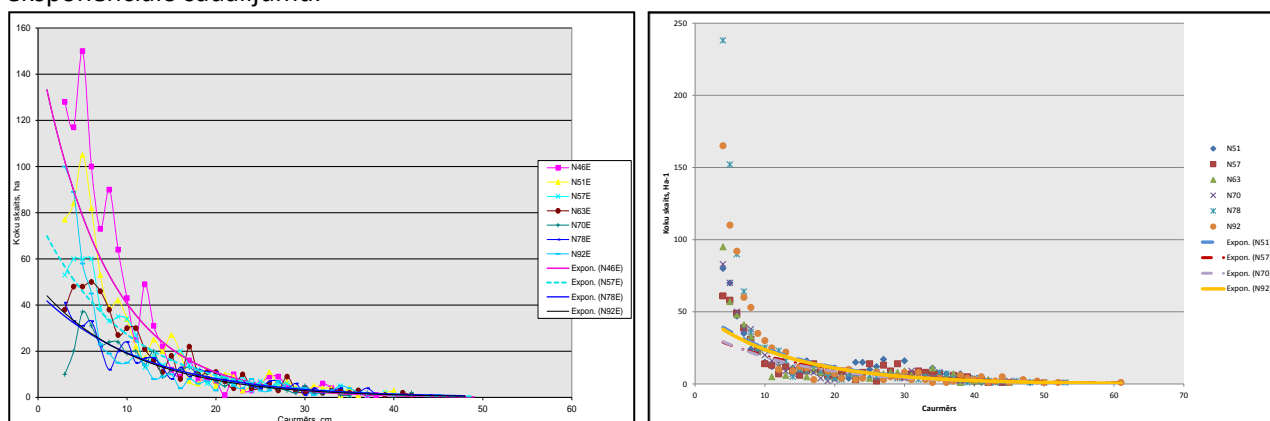 160
140
120
100
80
60
40
20
0
Koku skaits, ha
0 10 20 30 40 50 60
Caurmērs, cm
N46E
N51E
N57E
N63E
N70E
N78E
N92E
Expon. (N46E)
Expon. (N57E)
Expon. (N78E)
Expon. (N92E)
250
200
150
100
50
0
Koku skaits, Ha-1
0 10 20 30 40 50 60 70
Caurmērs
N51
N57
N63
N70
N78
N92
Expon. (N51)
Expon. (N57)
Expon. (N70)
Expon. (N92)